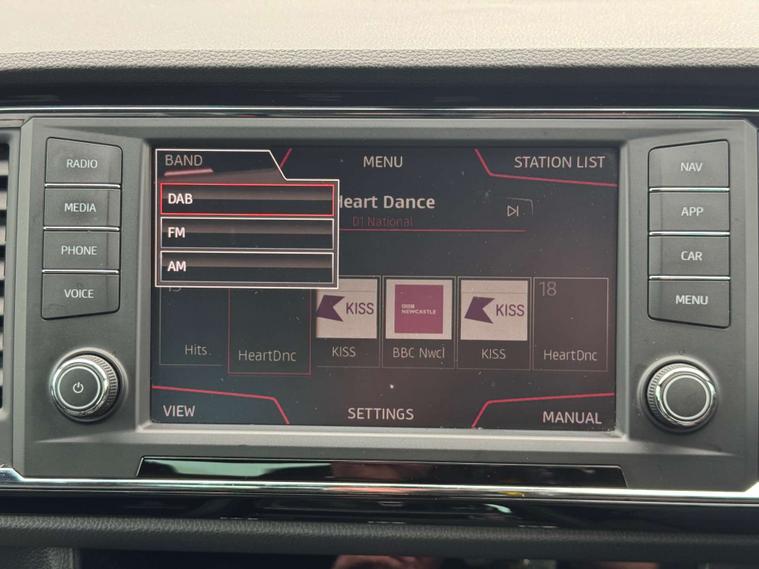 RADIO
MEDIA
PHONE
VOICE
BAND
MENU
STATION LIST
DAB
FM
AM
Heart Dance
D1 National
18
KISS
BBC
NEWCASTLE
KISS
Hits
HeartDnc
KISS
BBC Nwcl
KISS
HeartDnc
VIEW
SETTINGS
MANUAL
NAV
APP
CAR
MENU